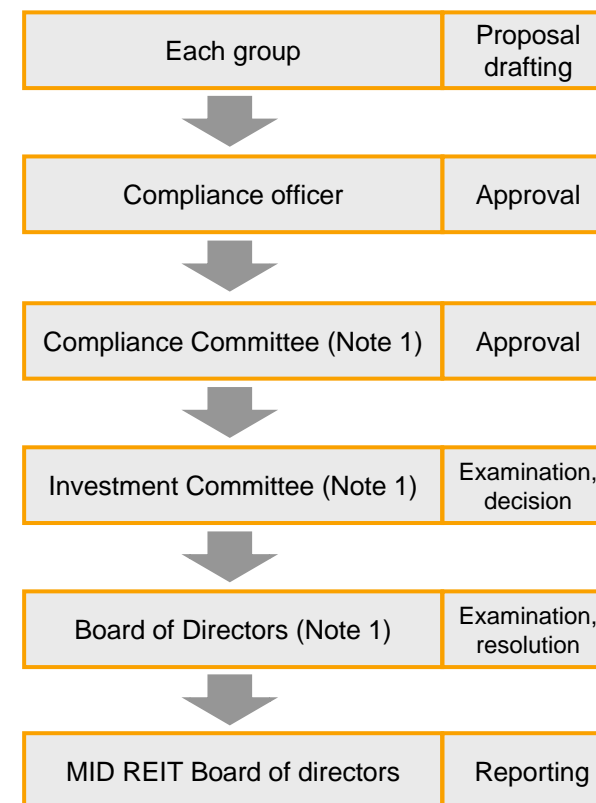 Each group
Proposal
drafting
Compliance officer
Approval
Compliance Committee (Note 1)
Approval
Investment Committee (Note 1)
Examination,
decision
Board of Directors (Note 1)
Examination,
resolution
MID REIT Board of directors
Reporting